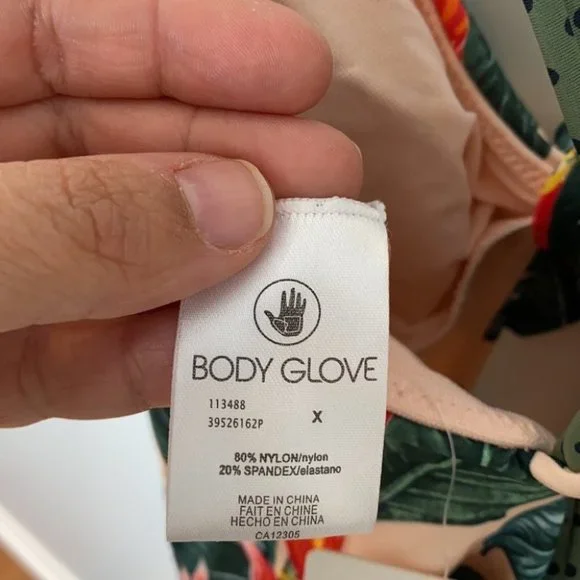 BODY GLOVE
113488
39526162P X
80% NYLON/nylon
20% SPANDEX/elastano
MADE IN CHINA
FAIT EN CHINE
HECHO EN CHINA
CA12305